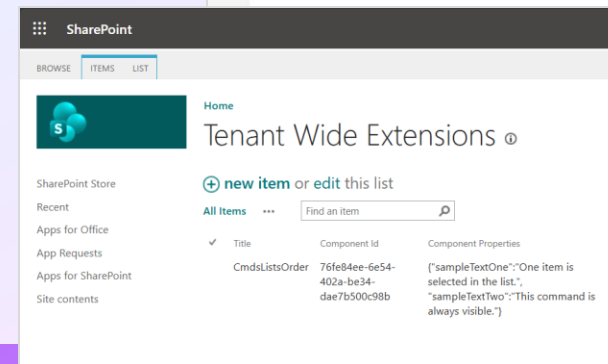 SharePoint
BROWSE ITEMS LIST
S
Home
Tenant Wide Extensions
new item or edit this list
All Items ••• Find an item
SharePoint Store
Recent
Apps for Office
App Requests
Apps for SharePoint
Site contents
Title Component Id Component Properties
CmdsListsOrder 76fe84ee-6e54- {"sampleTextOne":"One item is
402a-be34- selected in the list.",
dae7b500c98b "sampleTextTwo":"This command is
always visible."}